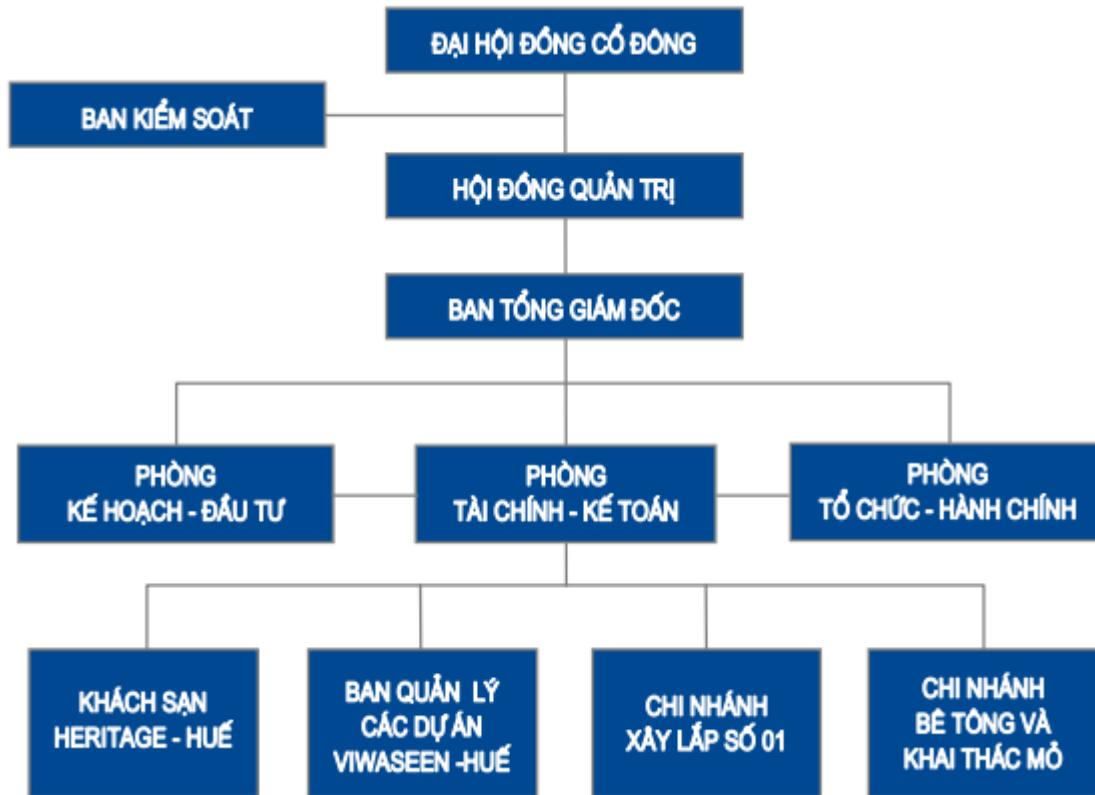 ĐẠI HỘI ĐỒNG CỔ ĐÔNG
BAN KIỂM SOÁT
HỘI ĐỒNG QUẢN TRỊ
BAN TỔNG GIÁM ĐỐC
PHÒNG
KẾ HOẠCH - ĐẦU TƯ
PHÒNG
TÀI CHÍNH - KẾ TOÁN
PHÒNG
TỔ CHỨC - HÀNH CHÍNH
KHÁCH SẠN
HERITAGE - HUẾ
BAN QUẢN LÝ
CÁC DỰ ÁN
VIWASEEN -HUẾ
CHI NHÁNH
XÂY LẮP SỐ 01
CHI NHÁNH
BÊ TÔNG VÀ
KHAI THÁC MỎ